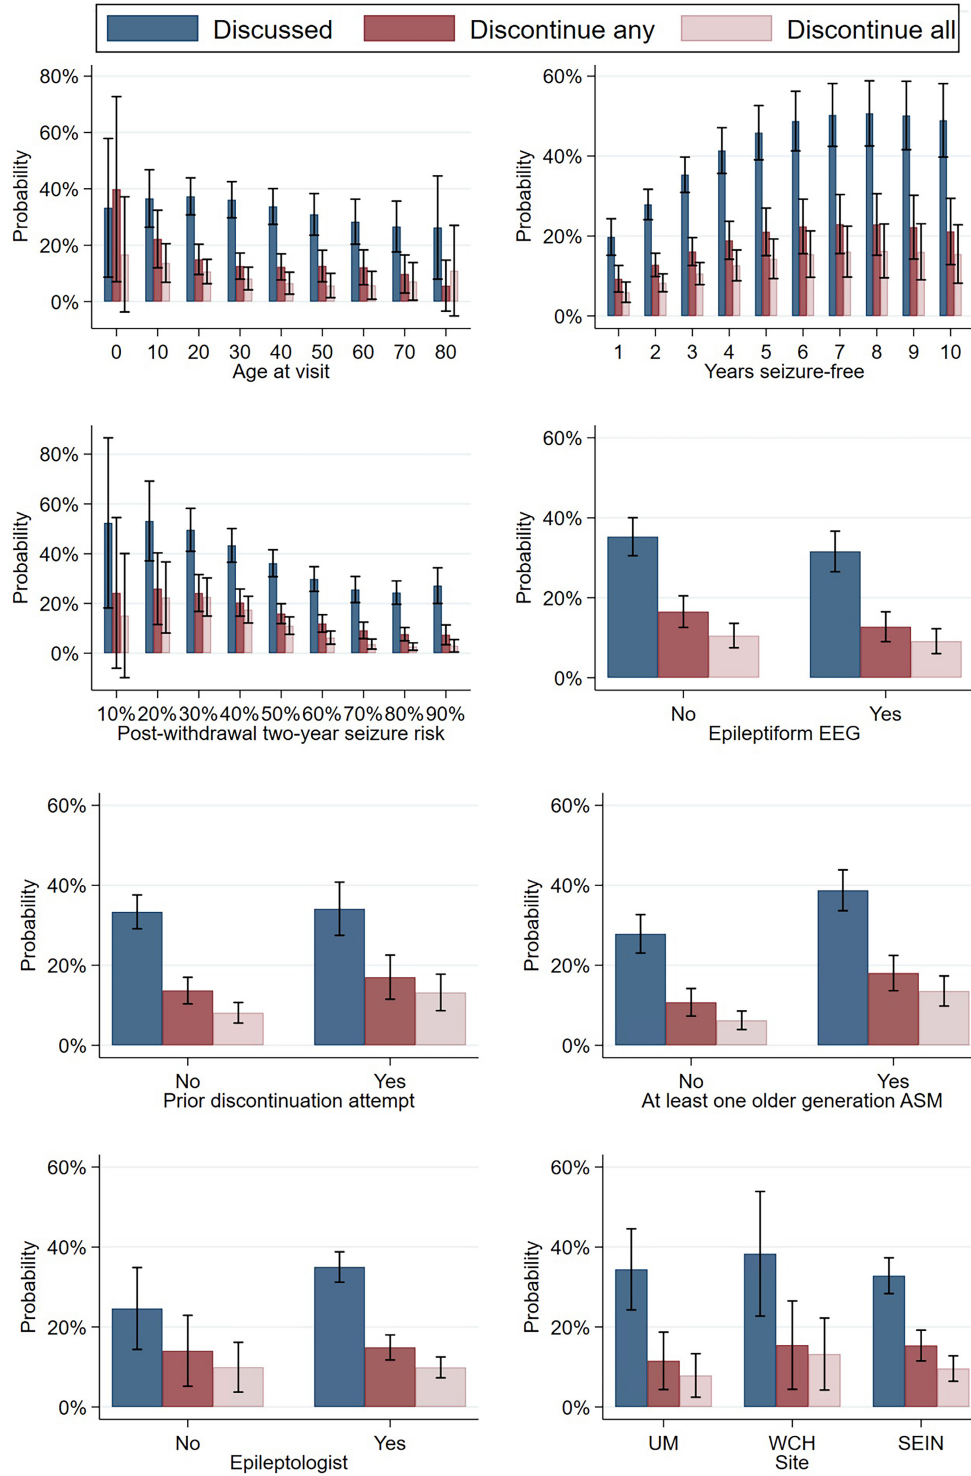 Discussed Discontinue any Discontinue all
80%
60%
40%
20%
0%
Probability
0 10 20 30 40 50 60 70 80
Age at visit
60%
40%
20%
0%
Probability
1 2 3 4 5 6 7 8 9 10
Years seizure-free
80%
60%
40%
20%
0%
Probability
10% 20% 30% 40% 50% 60% 70% 80% 90%
Post-withdrawal two-year seizure risk
60%
40%
20%
0%
Probability
No Yes
Epileptiform EEG
60%
40%
20%
0%
Probability
No Yes
Prior discontinuation attempt
60%
40%
20%
0%
Probability
No Yes
At least one older generation ASM
60%
40%
20%
0%
Probability
No Yes
Epileptologist
60%
40%
20%
0%
Probability
UM WCH SEIN
Site